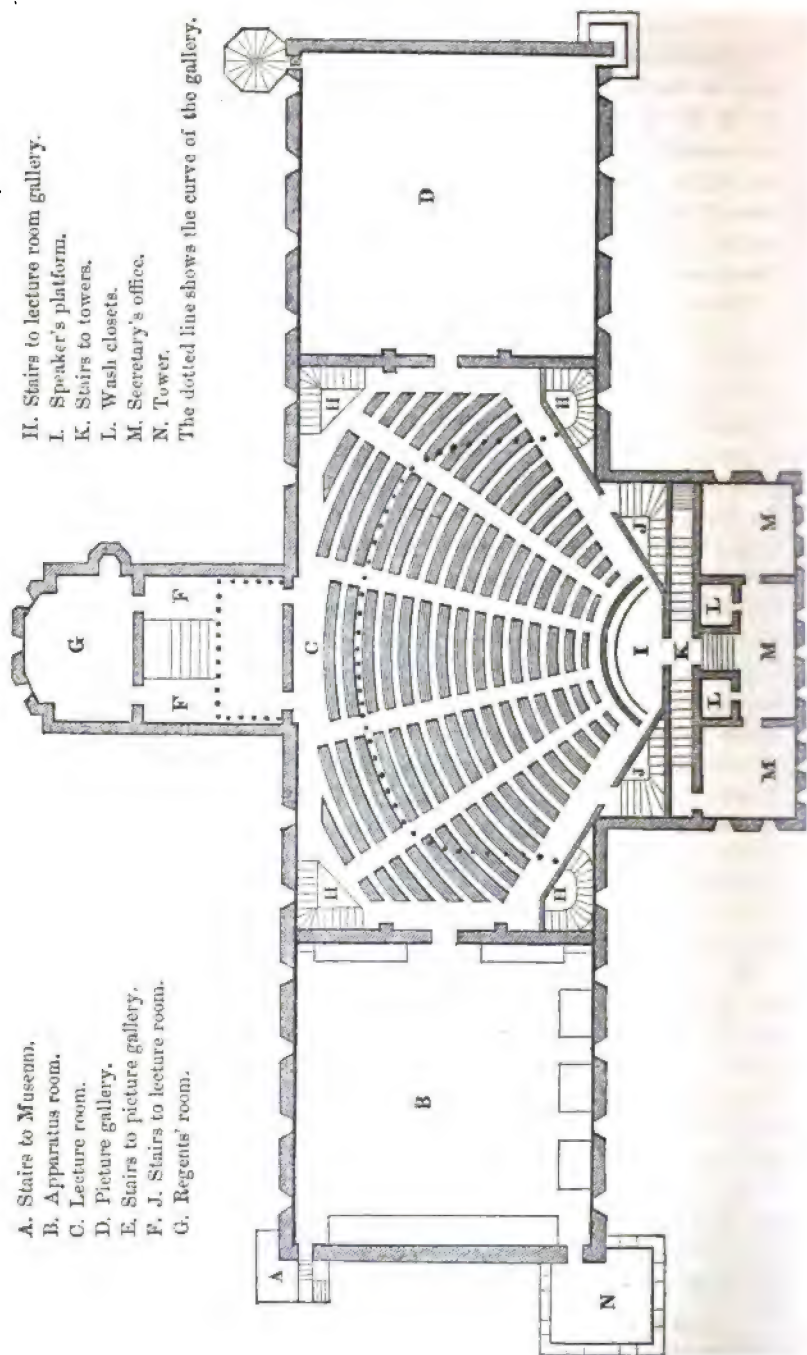 A. Stairs to Museum.
B. Apparatus room.
C. Lecture room.
D. Picture gallery.
E. Stairs to picture gallery.
F. J. Stairs to lecture room.
G. Regents' room.
H. Stairs to lecture room gallery.
I. Speaker's platform.
K. Stairs to towers.
L. Wash closets.
M. Secretary's office.
N. Tower.
The dotted line shows the curve of the gallery.
A
N
B
H
H
G
F
F
C
I
J
J
K
L
L
M
M
M
H
H
D
E